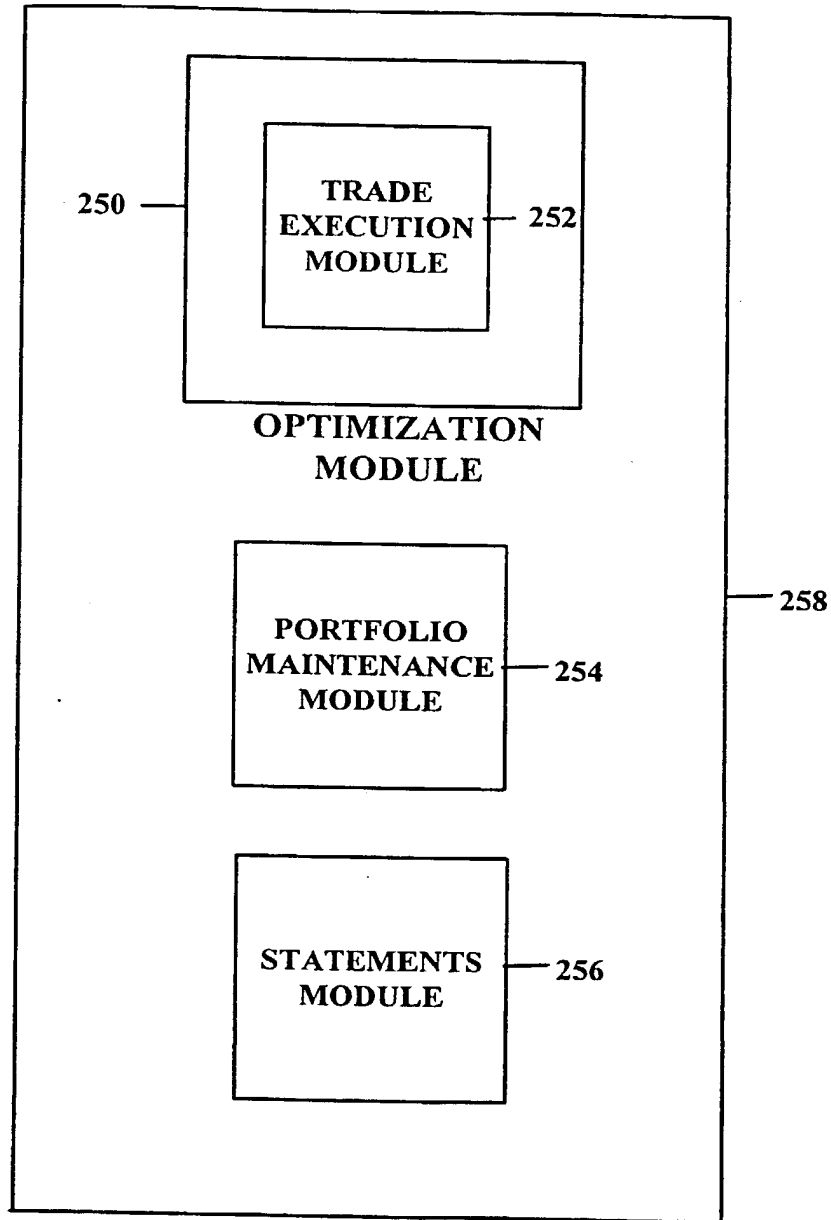 250
TRADE
EXECUTION
MODULE
252
OPTIMIZATION
MODULE
258
PORTFOLIO
MAINTENANCE
MODULE
254
STATEMENTS
MODULE
256